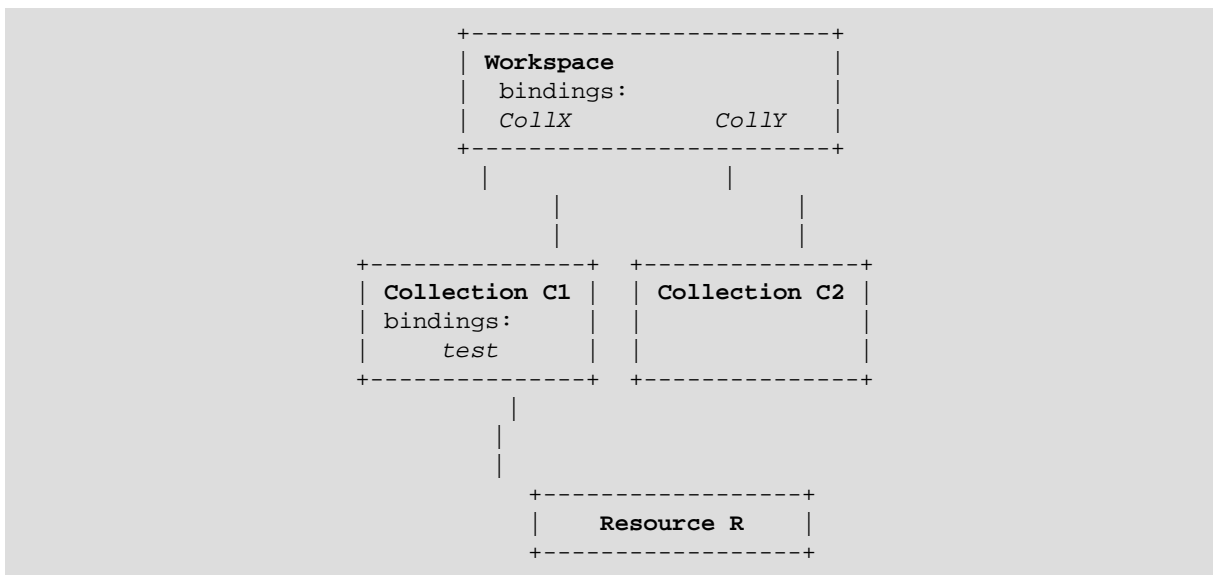 +-------------------------+
| Workspace |
| bindings: |
| CollX CollY |
+-------------------------+
| |
| |
| |
+---------------+ +---------------+
| Collection C1 | | Collection C2 |
| bindings: | | |
| test | | |
+---------------+ +---------------+
|
|
|
+------------------+
| Resource R |
+------------------+